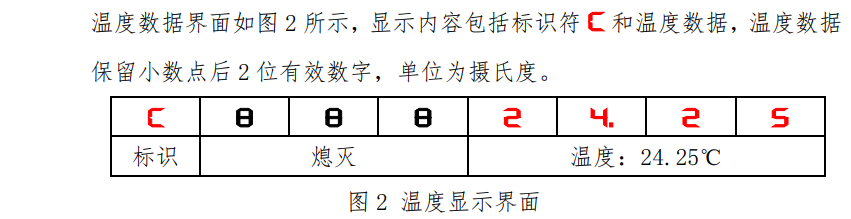 温度数据界面如图 2 所示，显示内容包括标识符 C 和温度数据，温度数据
保留小数点后 2 位有效数字，单位为摄氏度。
C 8 8 8 2 4. 2 5
标识 熄灭 温度：24.25℃
图 2 温度显示界面